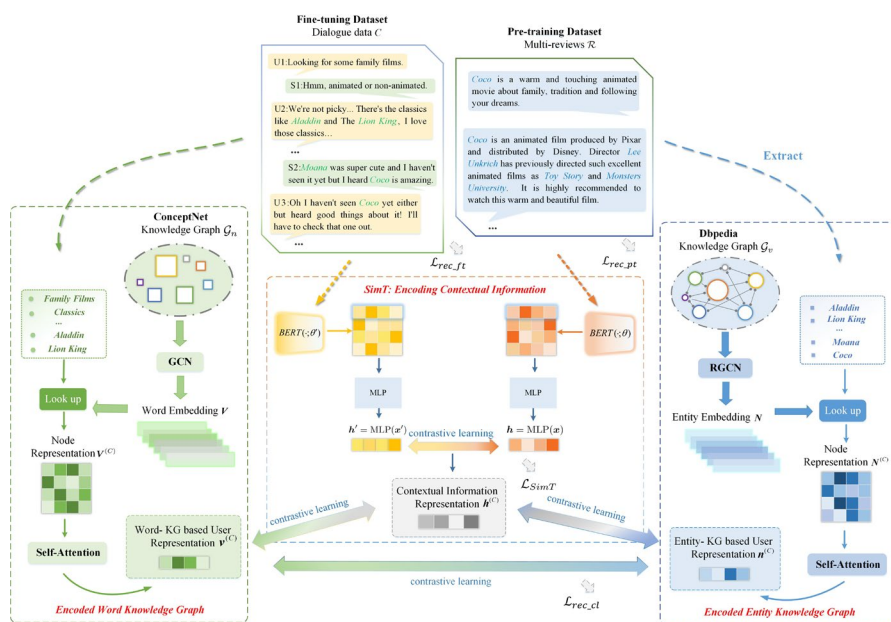 Fine-tuning Dataset
Dialogue data C
U1:Looking for some family films.
S1:Hmm, animated or non-animated.
U2:We're not picky... There's the classics
like Aladdin and The Lion King, I love
those classics…
...
S2:Moana was super cute and I haven't
seen it yet but I heard Coco is amazing.
U3:Oh I haven't seen Coco yet either
but heard good things about it! I'll
have to check that one out.
...
Pre-training Dataset
Multi-reviews R
Coco is a warm and touching animated
movie about family, tradition and following
your dreams.
Coco is an animated film produced by Pixar
and distributed by Disney. Director Lee
Unkrich has previously directed such excellent
animated films as Toy Story and Monsters
University. It is highly recommended to
watch this warm and beautiful film.
...
Extract
L_rec_ft
L_rec_pt
ConceptNet
Knowledge Graph G_n
Family Films
Classics
...
Aladdin
Lion King
GCN
Look up
Word Embedding V
Node
Representation V^(C)
Self-Attention
Word- KG based User
Representation v^(C)
Encoded Word Knowledge Graph
SimT: Encoding Contextual Information
BERT(·;θ')
BERT(·;θ)
MLP
MLP
h' = MLP(x')
contrastive learning
h = MLP(x)
L_SimT
Contextual Information
Representation h^(C)
contrastive learning
contrastive learning
contrastive learning
L_rec_cl
Dbpedia
Knowledge Graph G_v
RGCN
Aladdin
Lion King
...
Moana
Coco
Entity Embedding N
Look up
Node
Representation N^(C)
Entity- KG based User
Representation n^(C)
Self-Attention
Encoded Entity Knowledge Graph